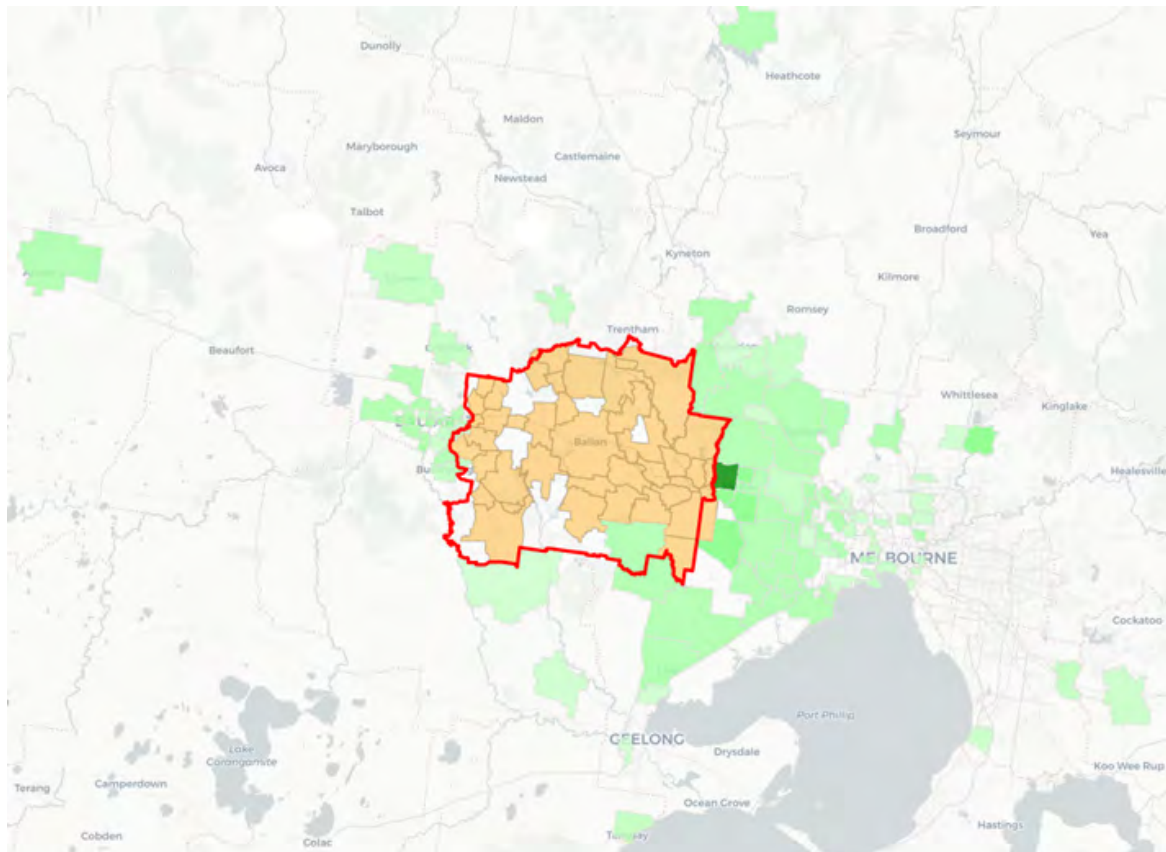 Dunolly
Heathcote
Maldon
Seymour
Maryborough
Castlemaine
Avoca
Newstead
Talbot
Broadford
Yea
Kyneton
Kilmore
Romsey
Trentham
Beaufort
Whittlesea
Kinglake
Ballan
Healesville
MELBOURNE
Cockatoo
Port Phillip
GEELONG
Drysdale
Lake
Corangamite
Koo Wee Rup
Terang
Camperdown
Ocean Grove
Hastings
Cobden
Colac